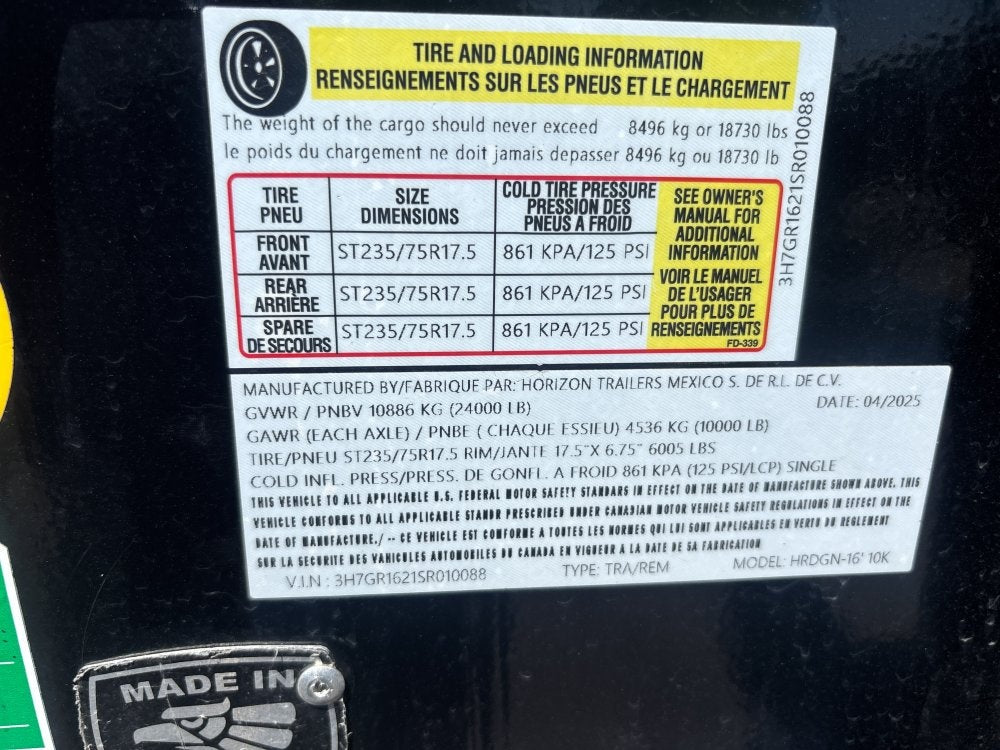 TIRE AND LOADING INFORMATION
RENSEIGNEMENTS SUR LES PNEUS ET LE CHARGEMENT
The weight of the cargo should never exceed 8496 kg or 18730 lbs
le poids du chargement ne doit jamais depasser 8496 kg ou 18730 lb
3H7GR1621SR010088
TIRE
PNEU
SIZE
DIMENSIONS
COLD TIRE PRESSURE
PRESSION DES
PNEUS A FROID
FRONT
AVANT
ST235/75R17.5
861 KPA/125 PSI
REAR
ARRIÈRE
ST235/75R17.5
861 KPA/125 PSI
SPARE
DE SECOURS
ST235/75R17.5
861 KPA/125 PSI
SEE OWNER'S
MANUAL FOR
ADDITIONAL
INFORMATION
VOIR LE MANUEL
DE L'USAGER
POUR PLUS DE
RENSEIGNEMENTS
FD-339
MANUFACTURED BY/FABRIQUE PAR: HORIZON TRAILERS MEXICO S. DE R.L. DE C.V.
GVWR / PNBV 10886 KG (24000 LB) DATE: 04/2025
GAWR (EACH AXLE) / PNBE ( CHAQUE ESSIEU) 4536 KG (10000 LB)
TIRE/PNEU ST235/75R17.5 RIM/JANTE 17.5"X 6.75" 6005 LBS
COLD INFL. PRESS/PRESS. DE GONFL. A FROID 861 KPA (125 PSI/LCP) SINGLE
THIS VEHICLE TO ALL APPLICABLE U.S. FEDERAL MOTOR SAFETY STANDARS IN EFFECT ON THE DATE OF MANUFACTURE SHOWN ABOVE. THIS
VEHICLE CONFORMS TO ALL APPLICABLE STANDR PRESCRIBED UNDER CANADIAN MOTOR VEHICLE SAFETY REGULATIONS IN EFFECT ON THE
DATE OF MANUFACTURE./ -- CE VEHICLE EST CONFORME A TOUTES LES NORMES QUI LUI SONT APPLICABLES EN VERTU DU REGLEMENT
SUR LA SECURITE DES VAHICULES AUTOMOBILES DU CANADA EN VIGUEUR A LA DATE DE SA FABRICATION
V.I.N : 3H7GR1621SR010088 TYPE: TRA/REM MODEL: HRDGN-16' 10K
MADE IN